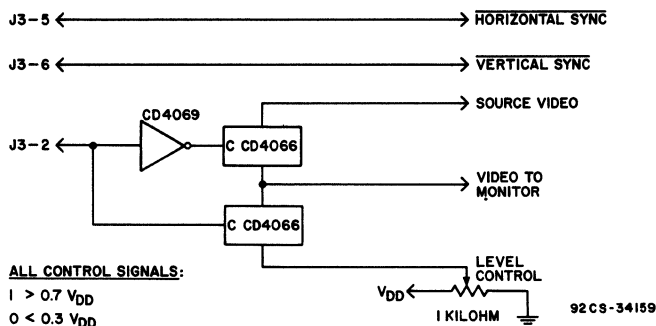 J3-5 HORIZONTAL SYNC
J3-6 VERTICAL SYNC
CD4069
SOURCE VIDEO
J3-2
C CD4066
VIDEO TO
MONITOR
C CD4066
ALL CONTROL SIGNALS:
1 > 0.7 VDD
0 < 0.3 VDD
LEVEL
CONTROL
VDD
1 KILOHM
92CS-34159